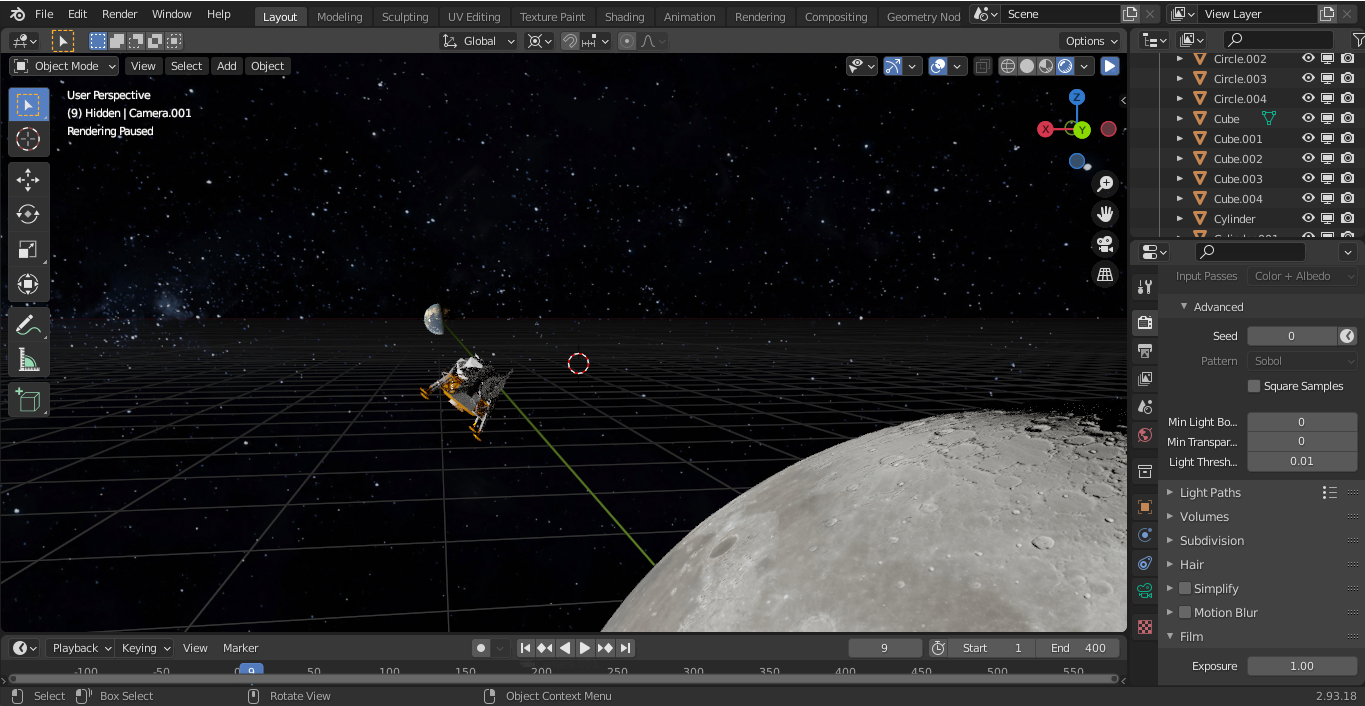 File Edit Render Window Help Layout Modeling Sculpting UV Editing Texture Paint Shading Animation Rendering Compositing Geometry Nod Scene View Layer
Global Options
Object Mode View Select Add Object
User Perspective
(9) Hidden | Camera.001
Rendering Paused
Z
X
Y
Circle.002
Circle.003
Circle.004
Cube
Cube.001
Cube.002
Cube.003
Cube.004
Cylinder
Input Passes Color + Albedo
Advanced
Seed 0
Pattern Sobol
Square Samples
Min Light Bo... 0
Min Transpar... 0
Light Thresh... 0.01
Light Paths
Volumes
Subdivision
Hair
Simplify
Motion Blur
Film
Exposure 1.00
Playback Keying View Marker 9 Start 1 End 400
-100 -50 0 9 50 100 150 200 250 300 350 400 450 500 550
Select Box Select Rotate View Object Context Menu 2.93.18